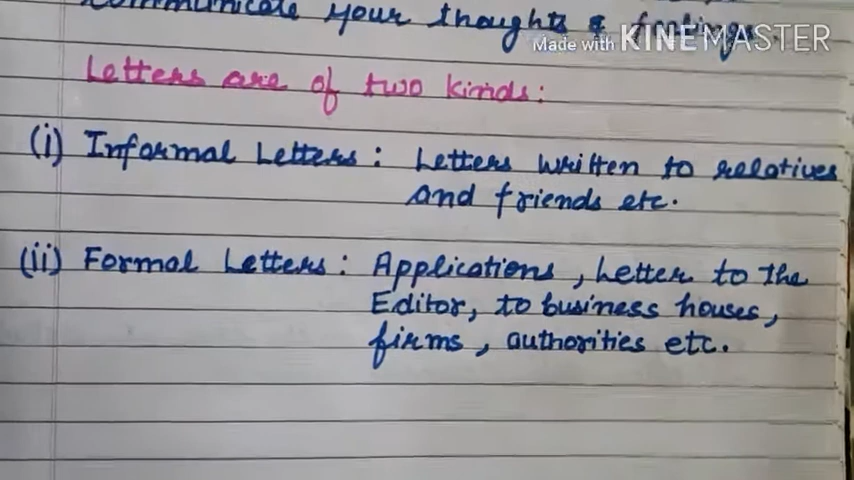 communicate your thoughts & feelings.
Made with KINEMASTER
Letters are of two kinds:
(i) Informal Letters: Letters written to relatives
and friends etc.
(ii) Formal Letters: Applications, Letter to the
Editor, to business houses,
firms, authorities etc.